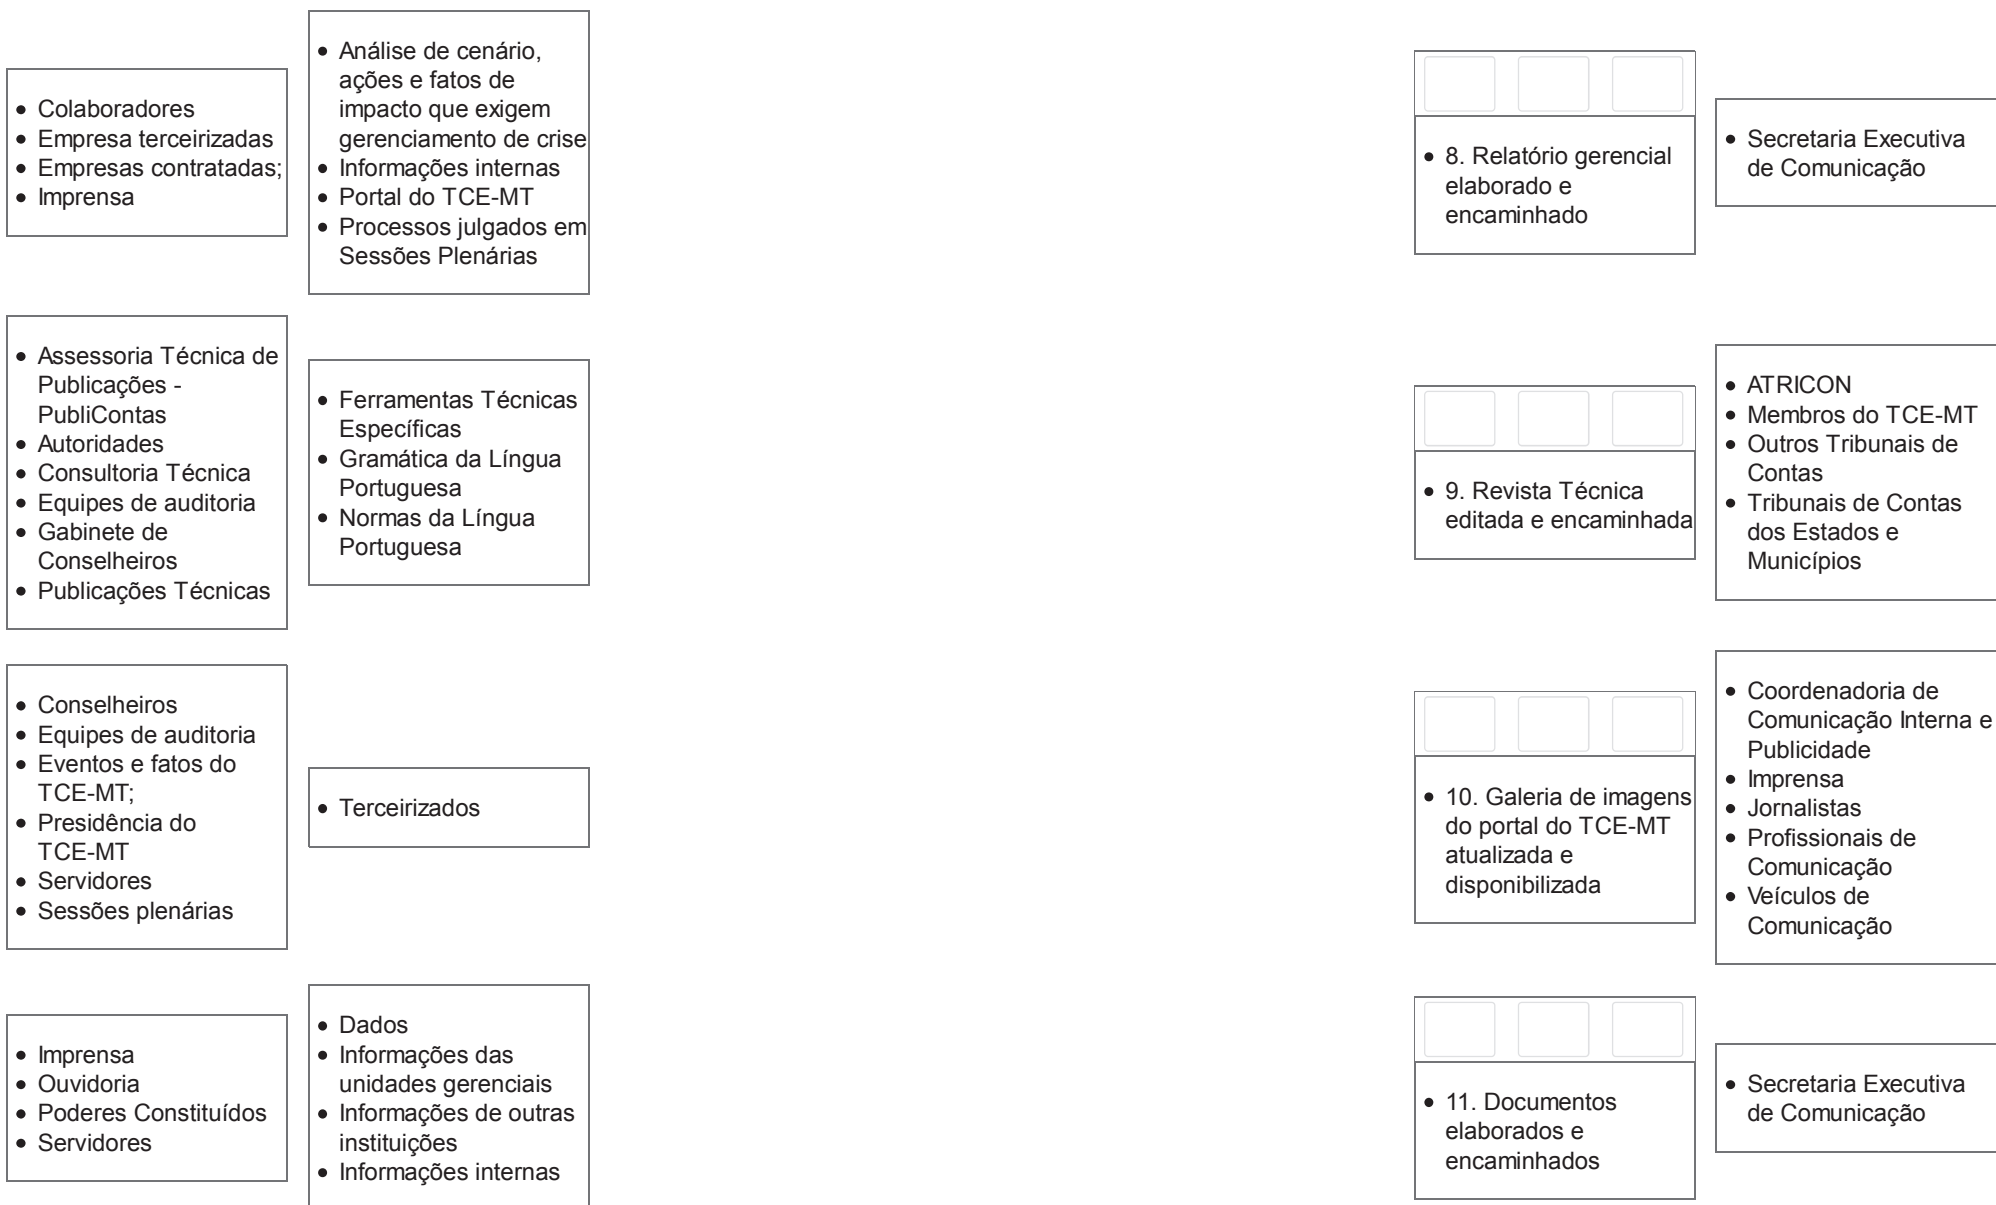 Colaboradores
Empresa terceirizadas
Empresas contratadas;
Imprensa
Análise de cenário,
ações e fatos de
impacto que exigem
gerenciamento de crise
Informações internas
Portal do TCE-MT
Processos julgados em
Sessões Plenárias
8. Relatório gerencial
elaborado e
encaminhado
Secretaria Executiva
de Comunicação
Assessoria Técnica de
Publicações -
PubliContas
Autoridades
Consultoria Técnica
Equipes de auditoria
Gabinete de
Conselheiros
Publicações Técnicas
Ferramentas Técnicas
Específicas
Gramática da Língua
Portuguesa
Normas da Língua
Portuguesa
9. Revista Técnica
editada e encaminhada
ATRICON
Membros do TCE-MT
Outros Tribunais de
Contas
Tribunais de Contas
dos Estados e
Municípios
Conselheiros
Equipes de auditoria
Eventos e fatos do
TCE-MT;
Presidência do
TCE-MT
Servidores
Sessões plenárias
Terceirizados
10. Galeria de imagens
do portal do TCE-MT
atualizada e
disponibilizada
Coordenadoria de
Comunicação Interna e
Publicidade
Imprensa
Jornalistas
Profissionais de
Comunicação
Veículos de
Comunicação
Imprensa
Ouvidoria
Poderes Constituídos
Servidores
Dados
Informações das
unidades gerenciais
Informações de outras
instituições
Informações internas
11. Documentos
elaborados e
encaminhados
Secretaria Executiva
de Comunicação